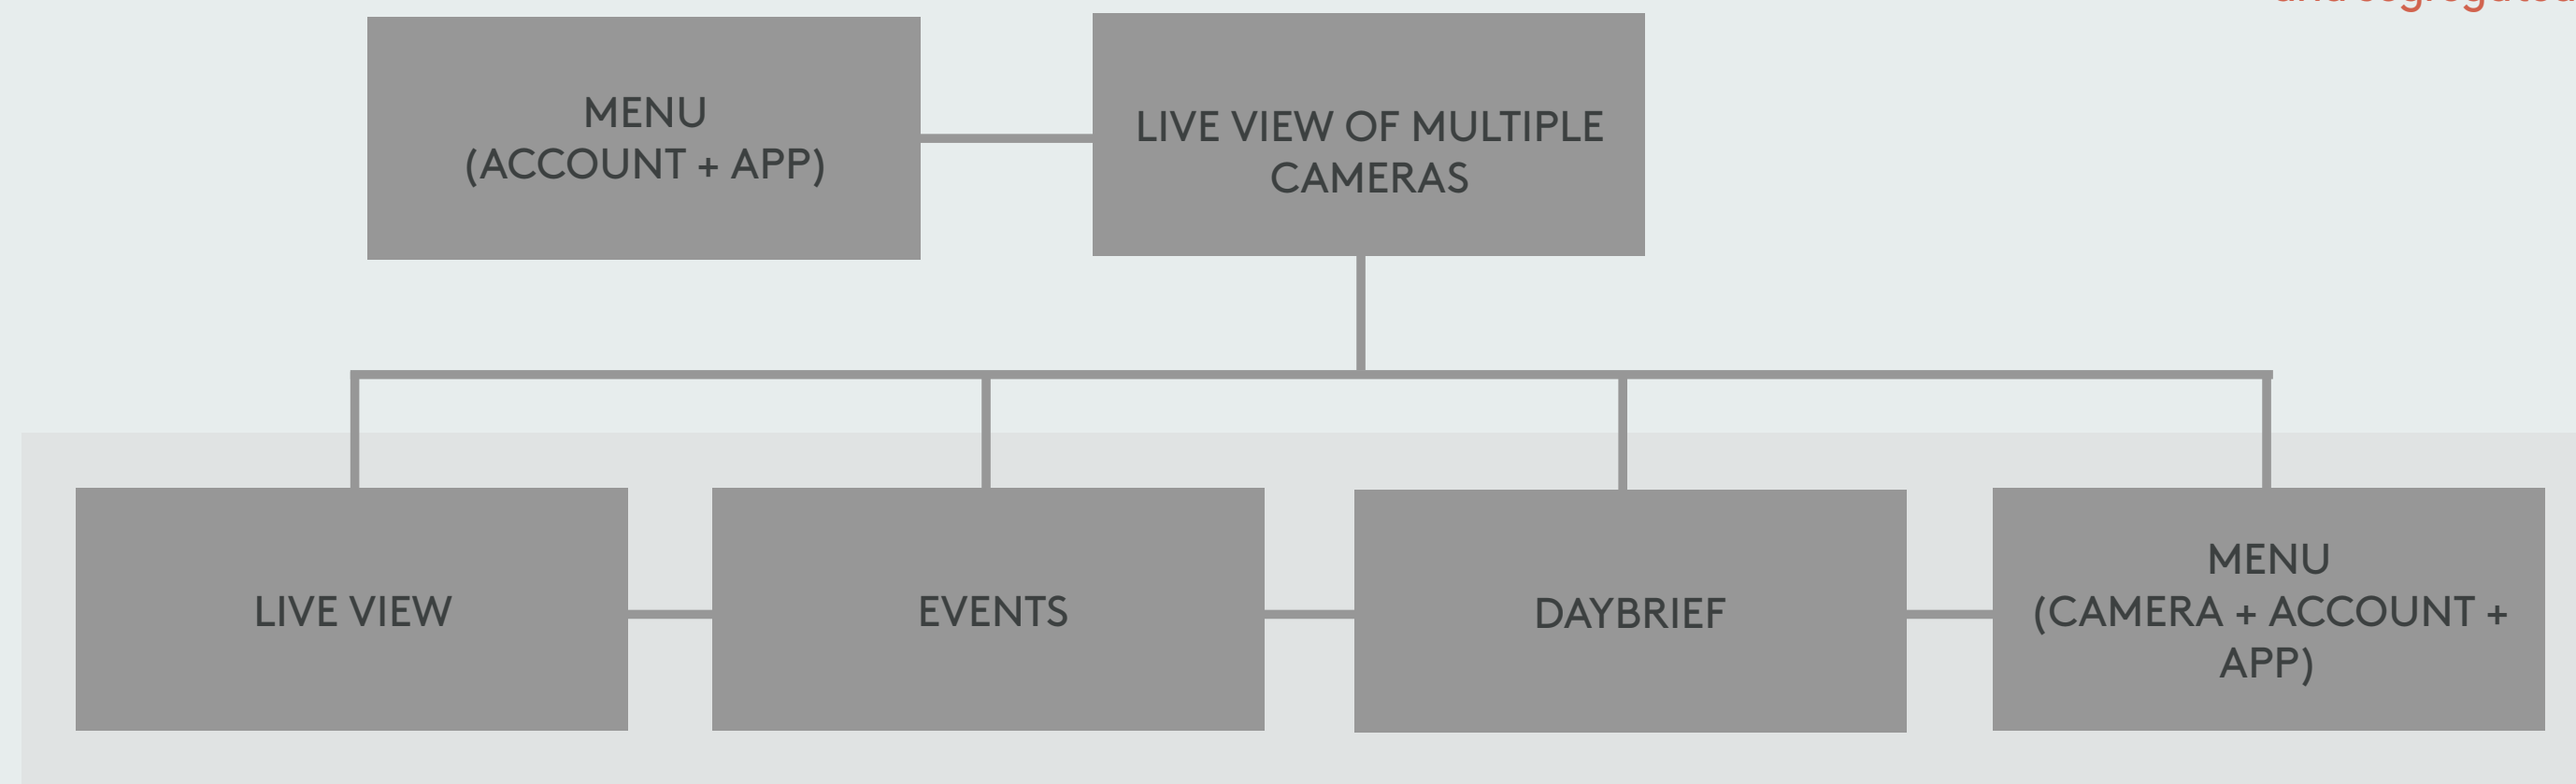 MENU
(ACCOUNT + APP)
LIVE VIEW OF MULTIPLE
CAMERAS
LIVE VIEW
EVENTS
DAYBRIEF
MENU
(CAMERA + ACCOUNT +
APP)